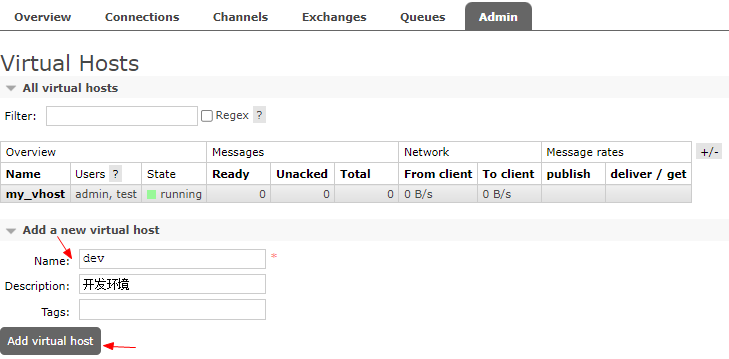 Overview Connections Channels Exchanges Queues Admin
Virtual Hosts
All virtual hosts
Filter: Regex ?
Overview Messages Network Message rates +/-
Name Users ? State Ready Unacked Total From client To client publish deliver / get
my_vhost admin, test running 0 0 0 0 B/s 0 B/s
Add a new virtual host
Name: dev *
Description: 开发环境
Tags:
Add virtual host